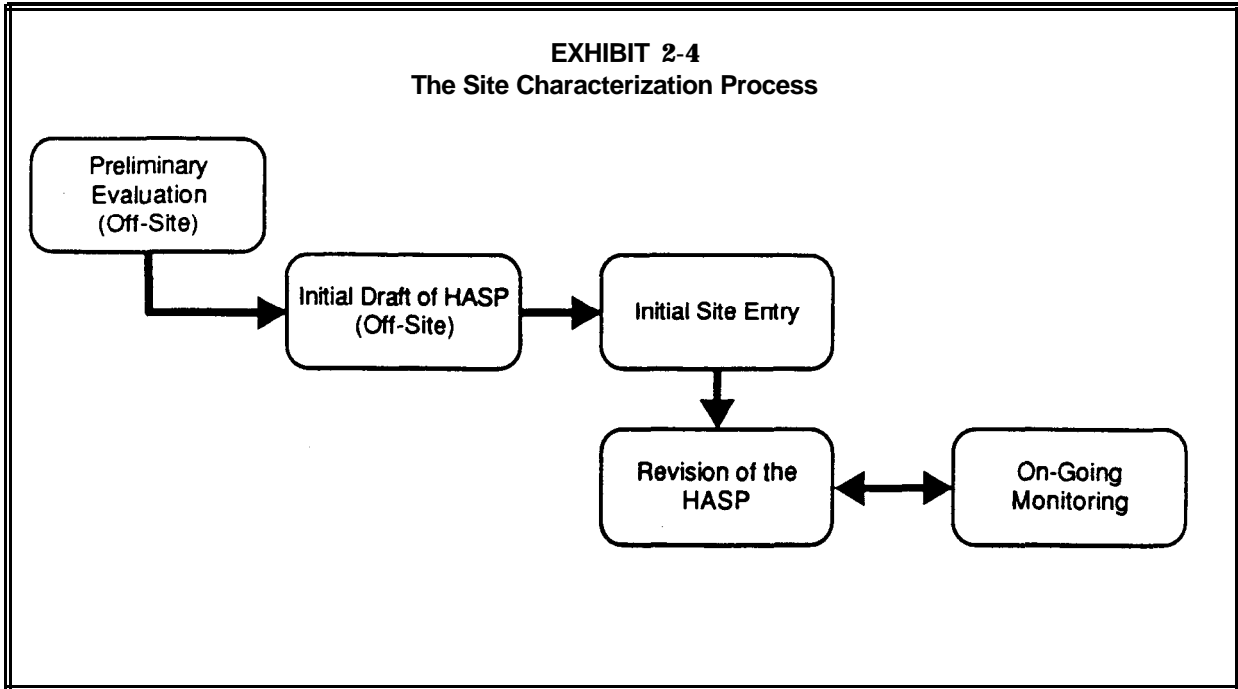 EXHIBIT 2-4
The Site Characterization Process
Preliminary
Evaluation
(Off-Site)
Initial Draft of HASP
(Off-Site)
Initial Site Entry
Revision of the
HASP
On-Going
Monitoring